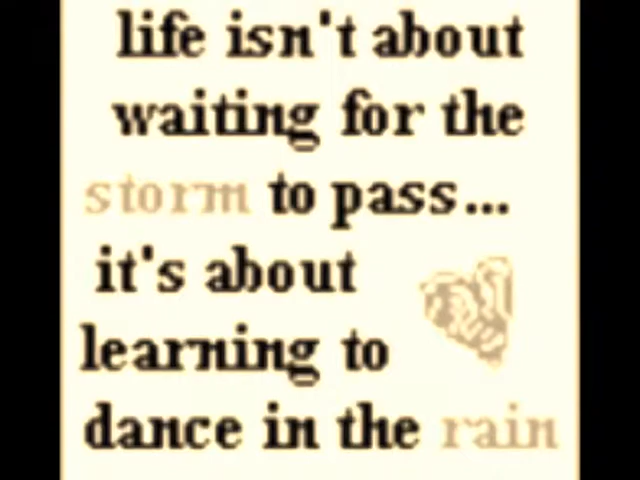 life isn't about
waiting for the
storm to pass...
it's about
learning to
dance in the rain